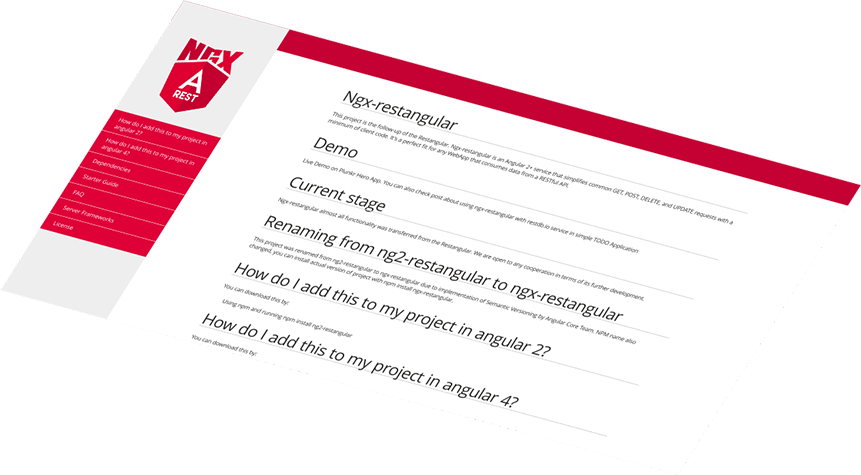 NGX
A
REST
How do I add this to my project in
angular 2?
How do I add this to my project in
angular 4?
Dependencies
Starter Guide
FAQ
Server Frameworks
License
Ngx-restangular
This project is the follow-up of the Restangular. Ngx-restangular is an Angular 2+ service that simplifies common GET, POST, DELETE, and UPDATE requests with a
minimum of client code. It's a perfect fit for any WebApp that consumes data from a RESTful API.
Demo
Live Demo on Plunkr Hero App. You can also check post about using ngx-restangular with restdb.io service in simple TODO Application
Current stage
Ngx-restangular almost all functionality was transferred from the Restangular. We are open to any cooperation in terms of its further development.
Renaming from ng2-restangular to ngx-restangular
This project was renamed from ng2-restangular to ngx-restangular due to implementation of Semantic Versioning by Angular Core Team. NPM name also
changed, you can install actual version of project with npm install ngx-restangular.
How do I add this to my project in angular 2?
You can download this by:
Using npm and running npm install ng2-restangular
How do I add this to my project in angular 4?
You can download this by: